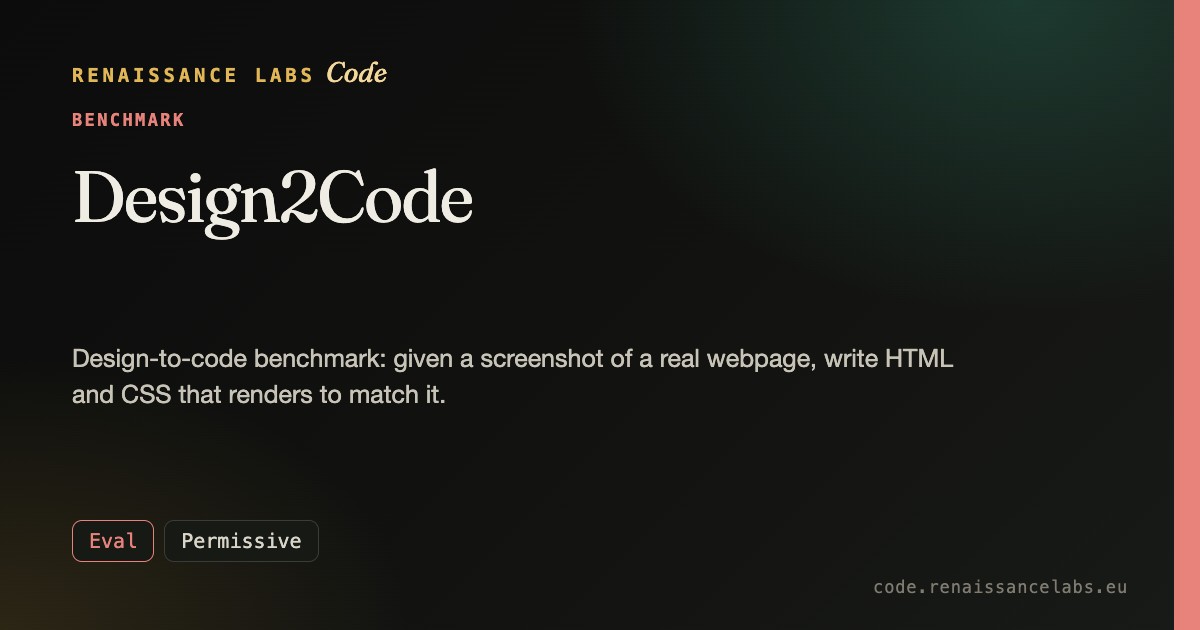 RENAISSANCE LABS Code
BENCHMARK
Design2Code
Design-to-code benchmark: given a screenshot of a real webpage, write HTML
and CSS that renders to match it.
Eval Permissive
code.renaissancelabs.eu